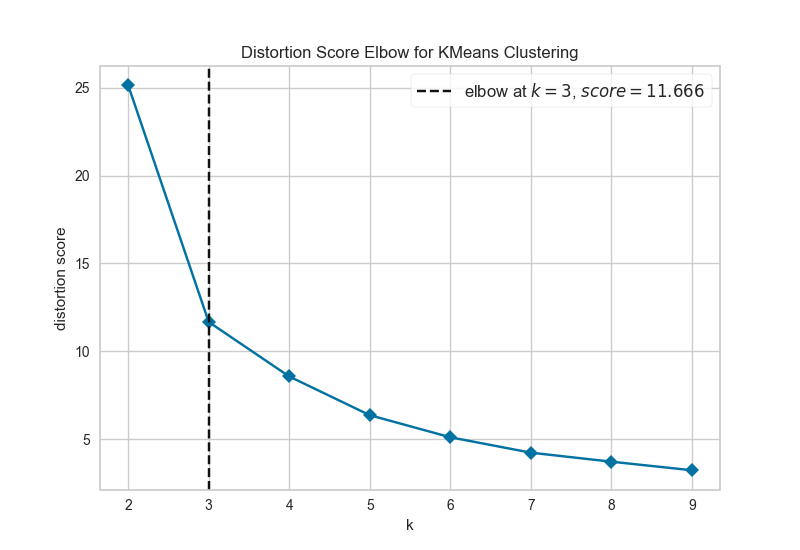 Distortion Score Elbow for KMeans Clustering
elbow at k = 3, score = 11.666
distortion score
25
20
15
10
5
2 3 4 5 6 7 8 9
k